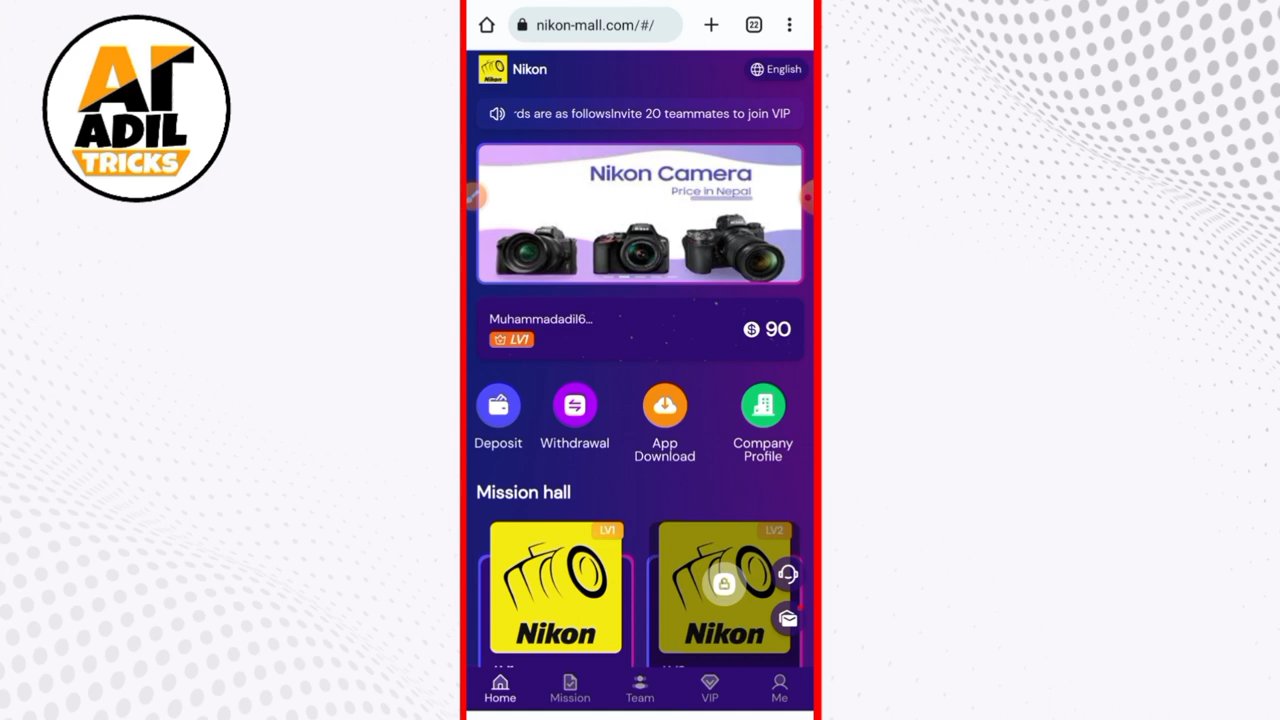 AT
ADIL
TRICKS
nikon-mall.com/#/
22
Nikon
Nikon
English
ds are as followsInvite 20 teammates to join VIP
Nikon Camera
Price in Nepal
Muhammadadil6...
LV1
90
Deposit
Withdrawal
App
Download
Company
Profile
Mission hall
LV1
LV2
Nikon
Nikon
Home
Mission
Team
VIP
Me